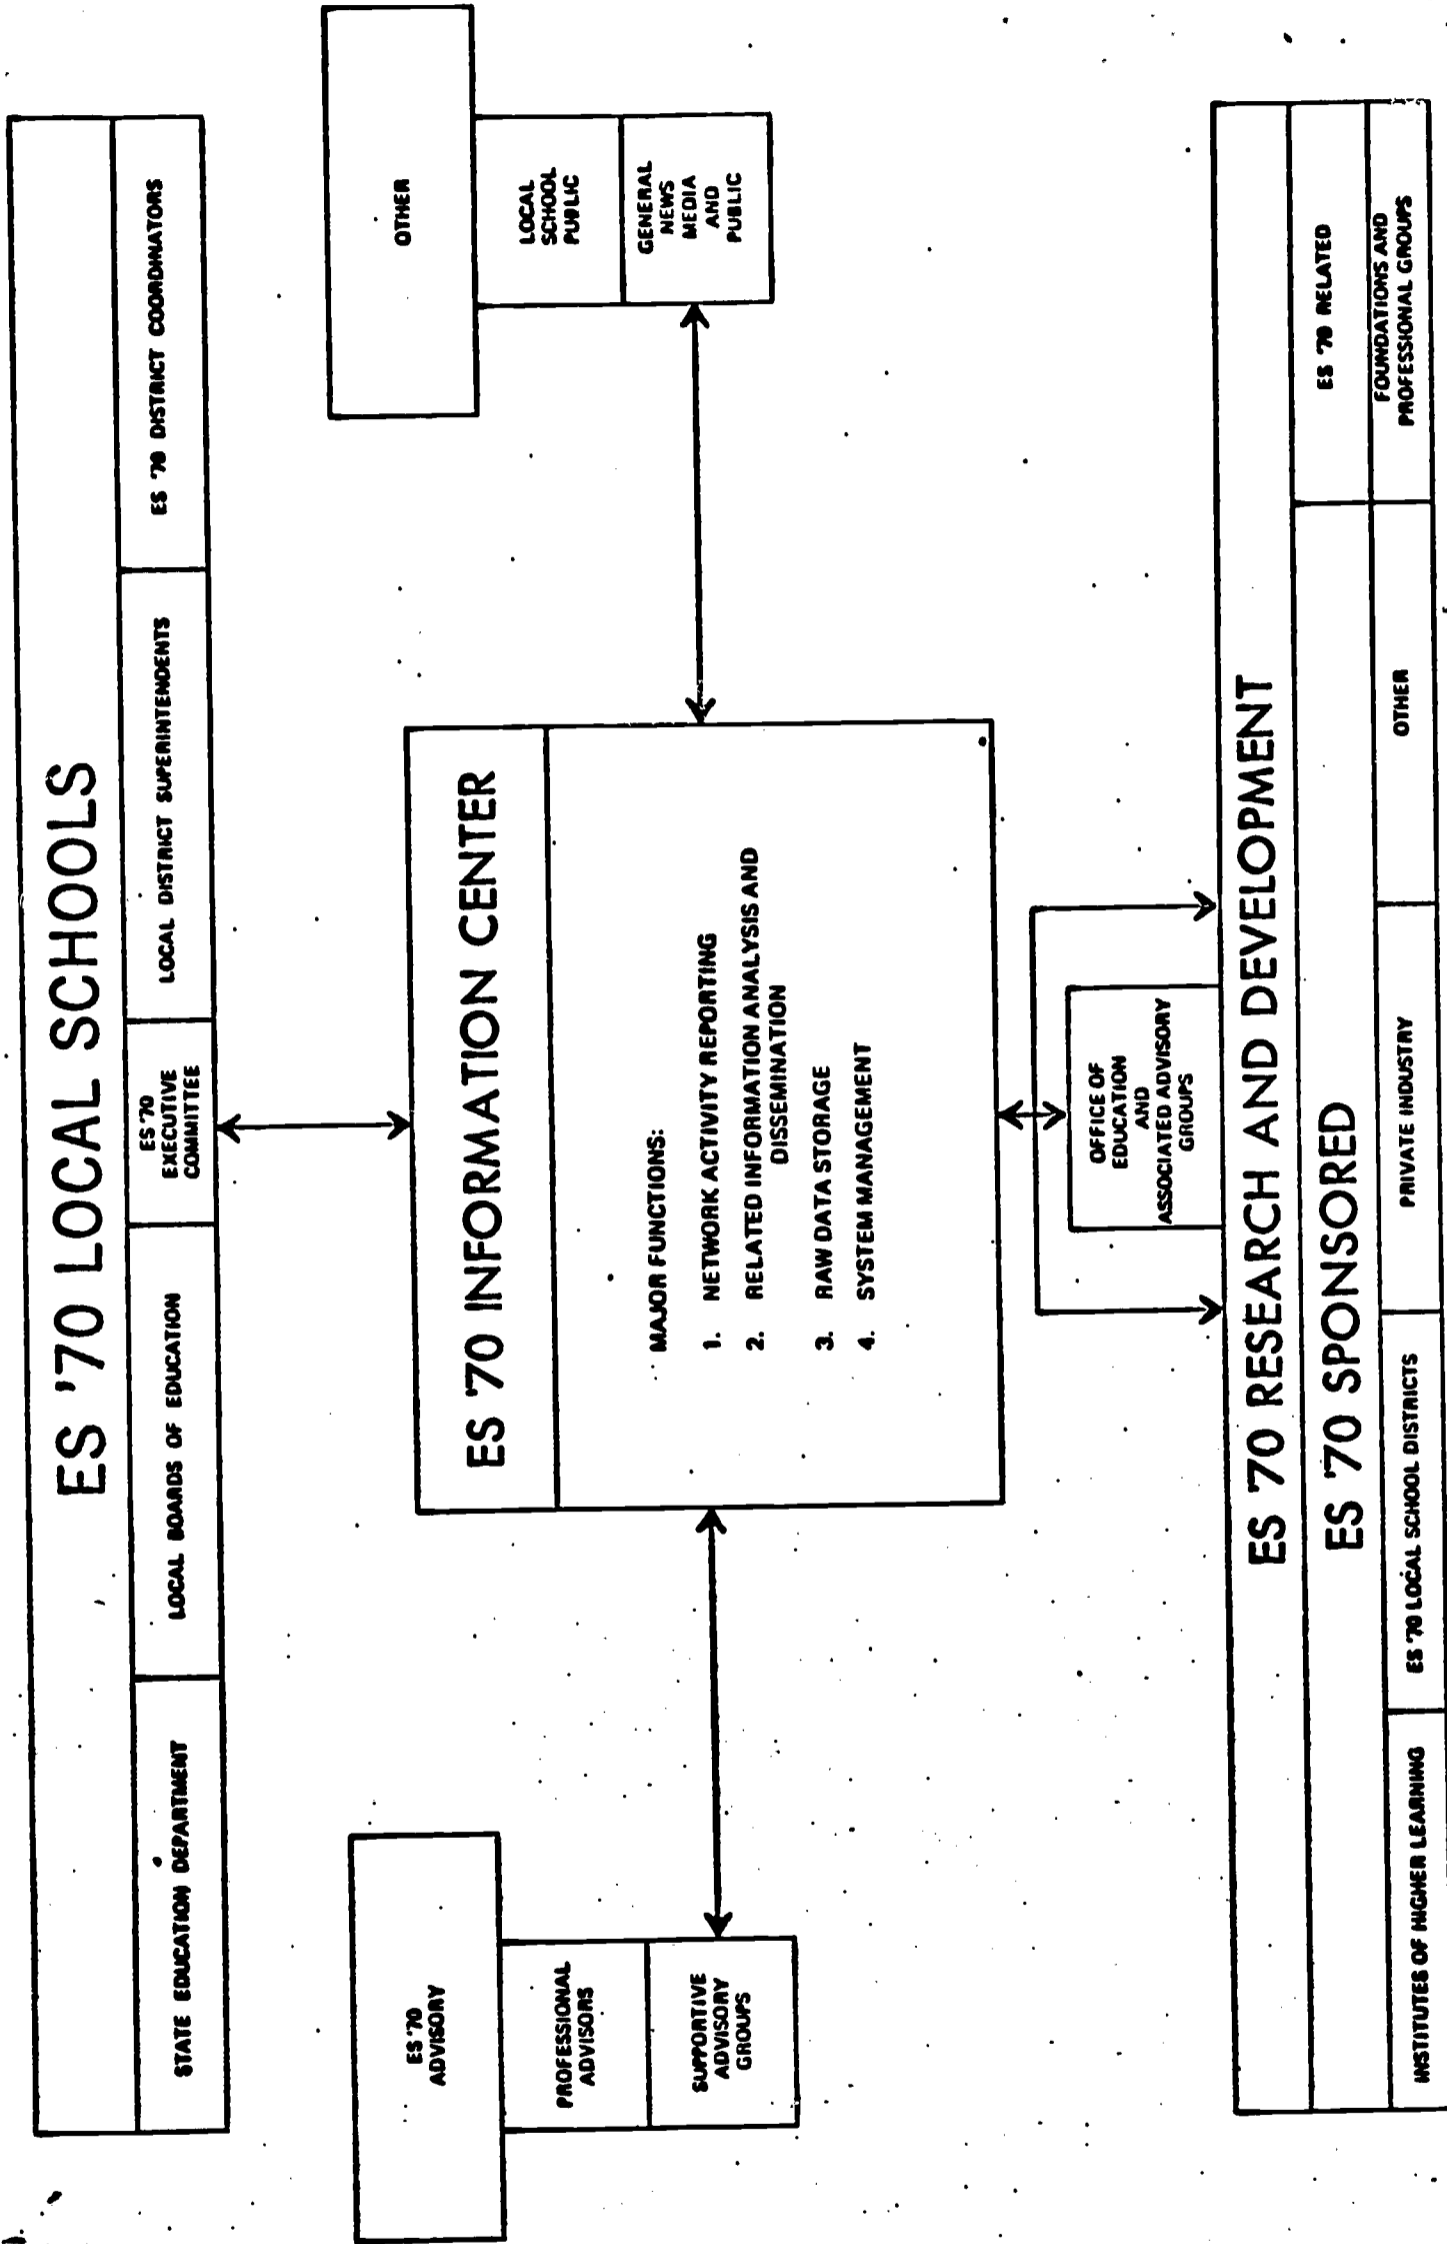 ES '70 LOCAL SCHOOLS
STATE EDUCATION DEPARTMENT
LOCAL BOARDS OF EDUCATION
ES '70
EXECUTIVE
COMMITTEE
LOCAL DISTRICT SUPERINTENDENTS
ES '70 DISTRICT COORDINATORS
ES '70
ADVISORY
PROFESSIONAL
ADVISORS
SUPPORTIVE
ADVISORY
GROUPS
ES '70 INFORMATION CENTER
MAJOR FUNCTIONS:
1. NETWORK ACTIVITY REPORTING
2. RELATED INFORMATION ANALYSIS AND
DISSEMINATION
3. RAW DATA STORAGE
4. SYSTEM MANAGEMENT
OTHER
LOCAL
SCHOOL
PUBLIC
GENERAL
NEWS
MEDIA
AND
PUBLIC
OFFICE OF
EDUCATION
AND
ASSOCIATED ADVISORY
GROUPS
ES '70 RESEARCH AND DEVELOPMENT
ES '70 SPONSORED
ES '70 RELATED
INSTITUTES OF HIGHER LEARNING
ES '70 LOCAL SCHOOL DISTRICTS
PRIVATE INDUSTRY
OTHER
FOUNDATIONS AND
PROFESSIONAL GROUPS